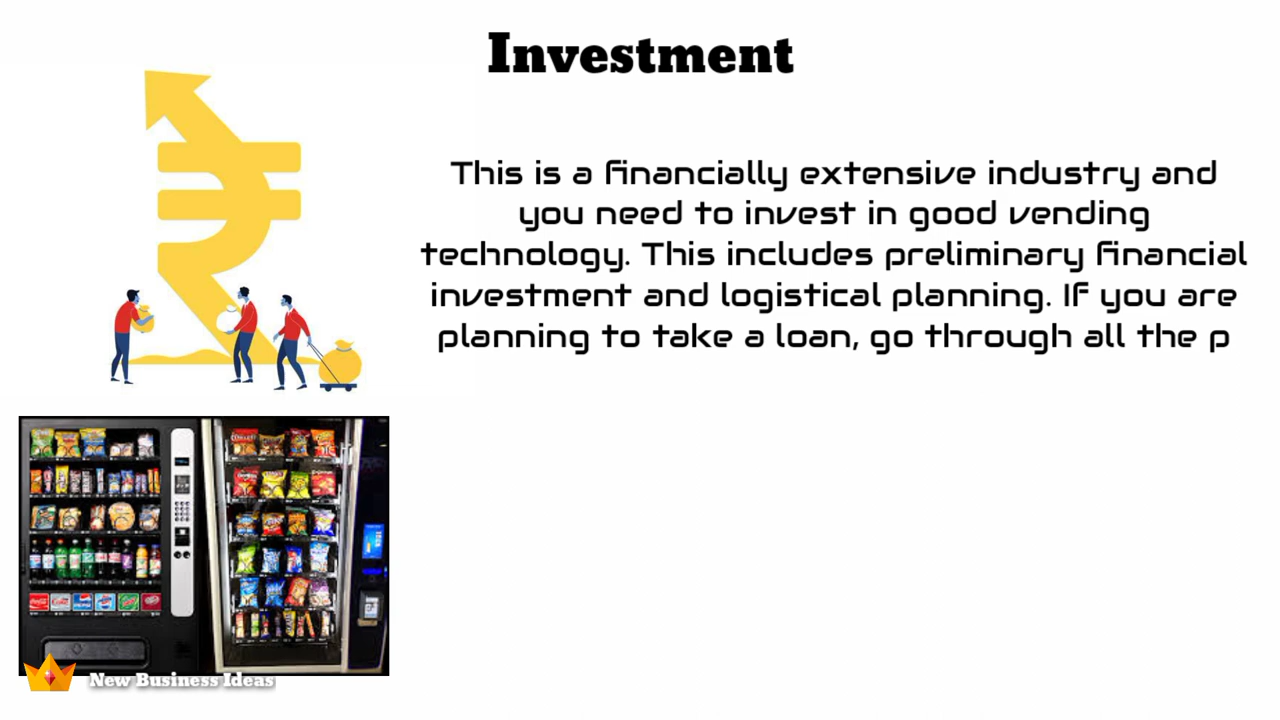 Investment
This is a financially extensive industry and
you need to invest in good vending
technology. This includes preliminary financial
investment and logistical planning. If you are
planning to take a loan, go through all the p
New Business Ideas